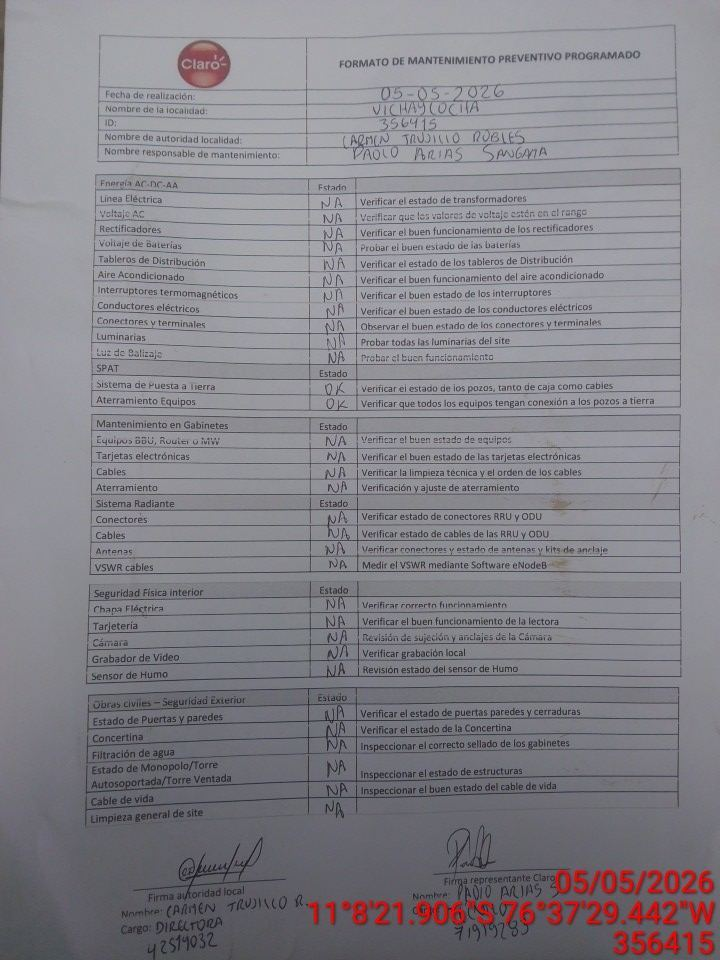 Claro
FORMATO DE MANTENIMIENTO PREVENTIVO PROGRAMADO
Fecha de realización: 05-05-2026
Nombre de la localidad: VICHAYCOCHA
ID: 356415
Nombre de autoridad localidad: CARMEN TRUJILLO ROBLES
Nombre responsable de mantenimiento: PAOLO ARIAS SANGAMA
Energía AC-DC-AA Estado
Línea Eléctrica NA Verificar el estado de transformadores
Voltaje AC NA Verificar que los valores de voltaje estén en el rango
Rectificadores NA Verificar el buen funcionamiento de los rectificadores
Voltaje de Baterías NA Probar el buen estado de las baterías
Tableros de Distribución NA Verificar el estado de los tableros de Distribución
Aire Acondicionado NA Verificar el buen funcionamiento del aire acondicionado
Interruptores termomagnéticos NA Verificar el buen estado de los interruptores
Conductores eléctricos NA Verificar el buen estado de los conductores eléctricos
Conectores y terminales NA Observar el buen estado de los conectores y terminales
Luminarias NA Probar todas las luminarias del site
Luz de Balizaje NA Probar el buen funcionamiento
SPAT Estado
Sistema de Puesta a Tierra OK Verificar el estado de los pozos, tanto de caja como cables
Aterramiento Equipos OK Verificar que todos los equipos tengan conexión a los pozos a tierra
Mantenimiento en Gabinetes Estado
Equipos BBU, Router o MW NA Verificar el buen estado de equipos
Tarjetas electrónicas NA Verificar el buen estado de las tarjetas electrónicas
Cables NA Verificar la limpieza técnica y el orden de los cables
Aterramiento NA Verificación y ajuste de aterramiento
Sistema Radiante Estado
Conectores NA Verificar estado de conectores RRU y ODU
Cables NA Verificar estado de cables de las RRU y ODU
Antenas NA Verificar conectores y estado de antenas y kits de anclaje
VSWR cables NA Medir el VSWR mediante Software eNodeB
Seguridad Física interior Estado
Chapa Eléctrica NA Verificar correcto funcionamiento
Tarjetería NA Verificar el buen funcionamiento de la lectora
Cámara NA Revisión de sujeción y anclajes de la Cámara
Grabador de Video NA Verificar grabación local
Sensor de Humo NA Revisión estado del sensor de Humo
Obras civiles – Seguridad Exterior Estado
Estado de Puertas y paredes NA Verificar el estado de puertas paredes y cerraduras
Concertina NA Verificar el estado de la Concertina
Filtración de agua NA Inspeccionar el correcto sellado de los gabinetes
Estado de Monopolo/Torre
Autosoportada/Torre Ventada NA Inspeccionar el estado de estructuras
Cable de vida NA Inspeccionar el buen estado del cable de vida
Limpieza general de site NA
Firma autoridad local
Nombre: CARMEN TRUJILLO R.
Cargo: DIRECTORA
42519032
Firma representante Claro
Nombre: PAOLO ARIAS S
05/05/2026
11°8'21.906"S 76°37'29.442"W
356415